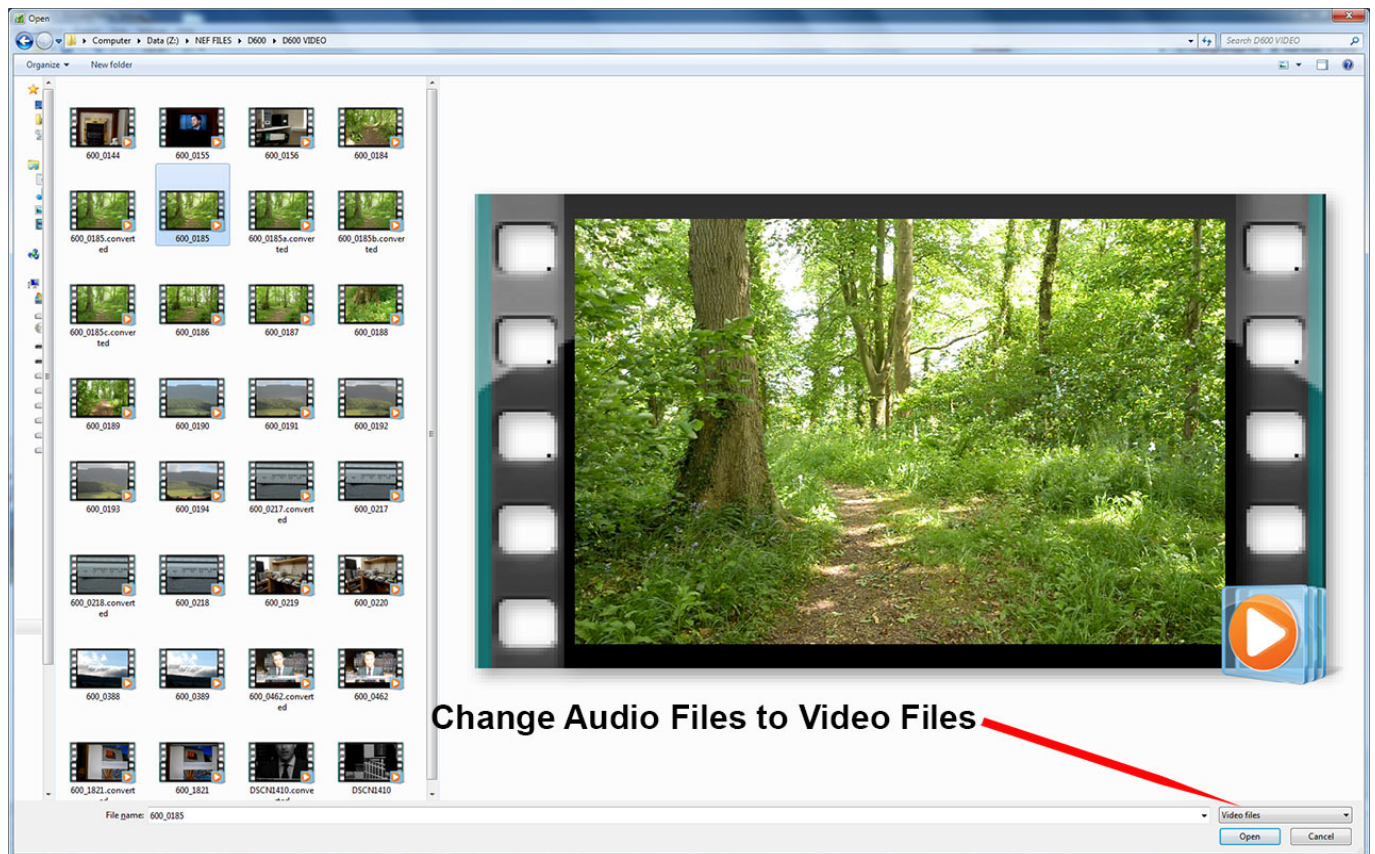 Open
Computer Data (Z:) NEF FILES D600 D600 VIDEO
Search D600 VIDEO
Organize
New folder
600_0144
600_0155
600_0156
600_0184
600_0185.convert
ed
600_0185
600_0185a.conver
ted
600_0185b.conver
ted
600_0185c.conver
ted
600_0186
600_0187
600_0188
600_0189
600_0190
600_0191
600_0192
600_0193
600_0194
600_0217.convert
ed
600_0217
600_0218.convert
ed
600_0218
600_0219
600_0220
600_0388
600_0389
600_0462.convert
ed
600_0462
Change Audio Files to Video Files
600_1821.convert
600_1821
DSCN1410.conve
DSCN1410
File name: 600_0185
Video files
Open
Cancel